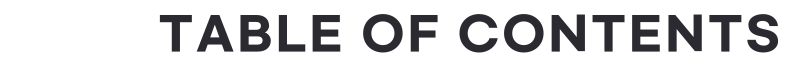 TABLE OF CONTENTS